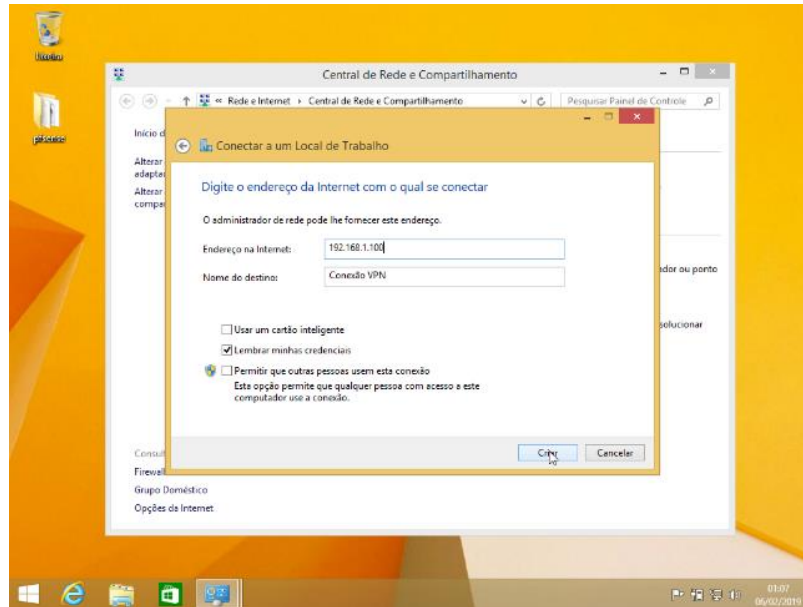 Lixeira
pfsense
Central de Rede e Compartilhamento
« Rede e Internet › Central de Rede e Compartilhamento
Pesquisar Painel de Controle
Início d
Alterar
adapta
Alterar
compa
Conectar a um Local de Trabalho
Digite o endereço da Internet com o qual se conectar
O administrador de rede pode lhe fornecer este endereço.
Endereço na Internet: 192.168.1.100
Nome do destino: Conexão VPN
Usar um cartão inteligente
Lembrar minhas credenciais
Permitir que outras pessoas usem esta conexão
Esta opção permite que qualquer pessoa com acesso a este
computador use a conexão.
Criar Cancelar
ador ou ponto
solucionar
Consul
Firewall
Grupo Doméstico
Opções da Internet
01:07
06/02/2019